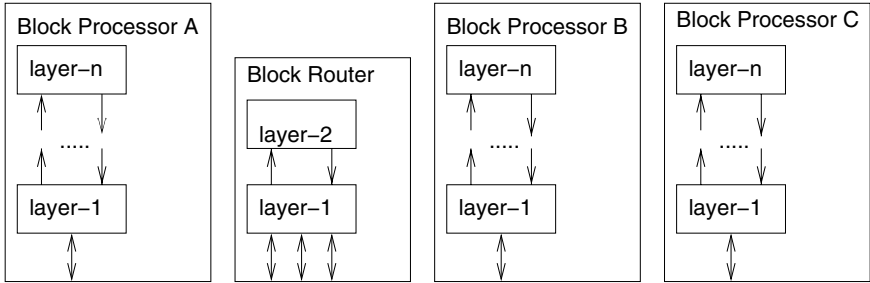 Block Processor A
layer−n
.....
layer−1
Block Router
layer−2
layer−1
Block Processor B
layer−n
.....
layer−1
Block Processor C
layer−n
.....
layer−1